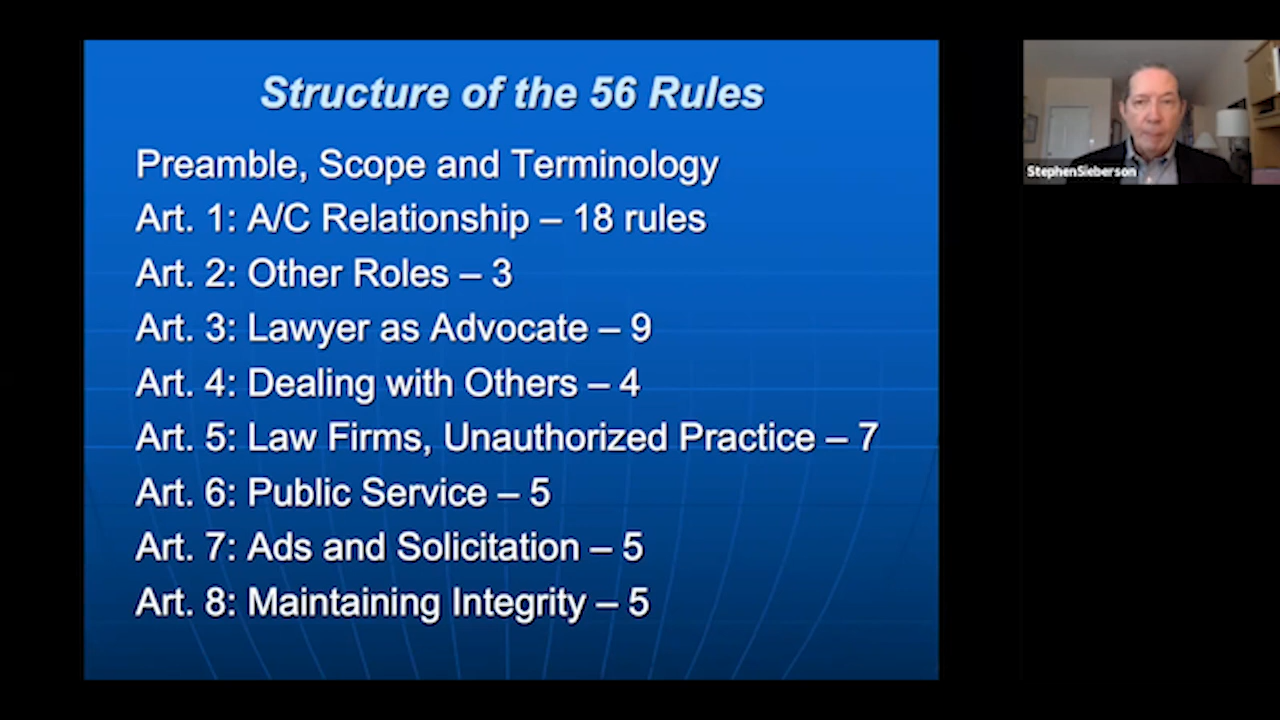 Structure of the 56 Rules
Preamble, Scope and Terminology
Art. 1: A/C Relationship – 18 rules
Art. 2: Other Roles – 3
Art. 3: Lawyer as Advocate – 9
Art. 4: Dealing with Others – 4
Art. 5: Law Firms, Unauthorized Practice – 7
Art. 6: Public Service – 5
Art. 7: Ads and Solicitation – 5
Art. 8: Maintaining Integrity – 5
StephenSieberson